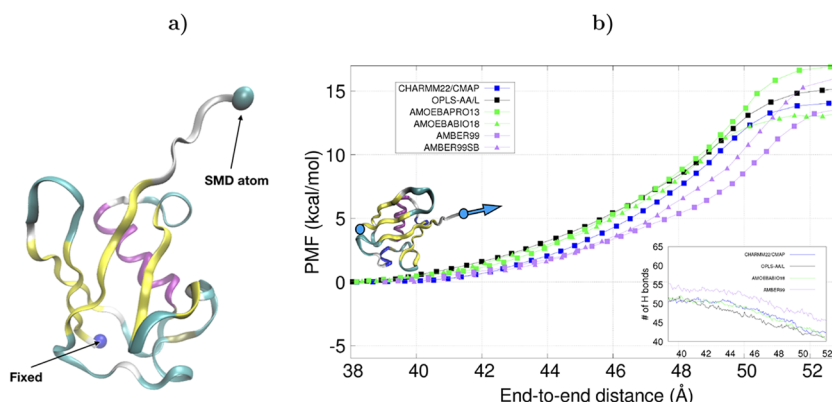 a)
b)
SMD atom
Fixed
PMF (kcal/mol)
15
10
5
0
-5
CHARMM22/CMAP
OPLS-AA/L
AMOEBAPRO13
AMOEBABIO18
AMBER99
AMBER99SB
# of H bonds
65
60
55
50
45
40
CHARMM22/CMAP
OPLS-AA/L
AMOEBABIO18
AMBER99
40 42 44 46 48 50 52
38 40 42 44 46 48 50 52
End-to-end distance (Å)